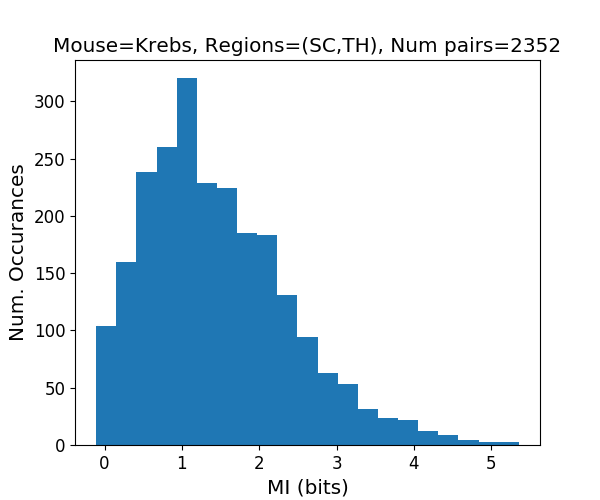 Mouse=Krebs, Regions=(SC,TH), Num pairs=2352
300
250
200
150
100
50
0
Num. Occurances
0 1 2 3 4 5
MI (bits)